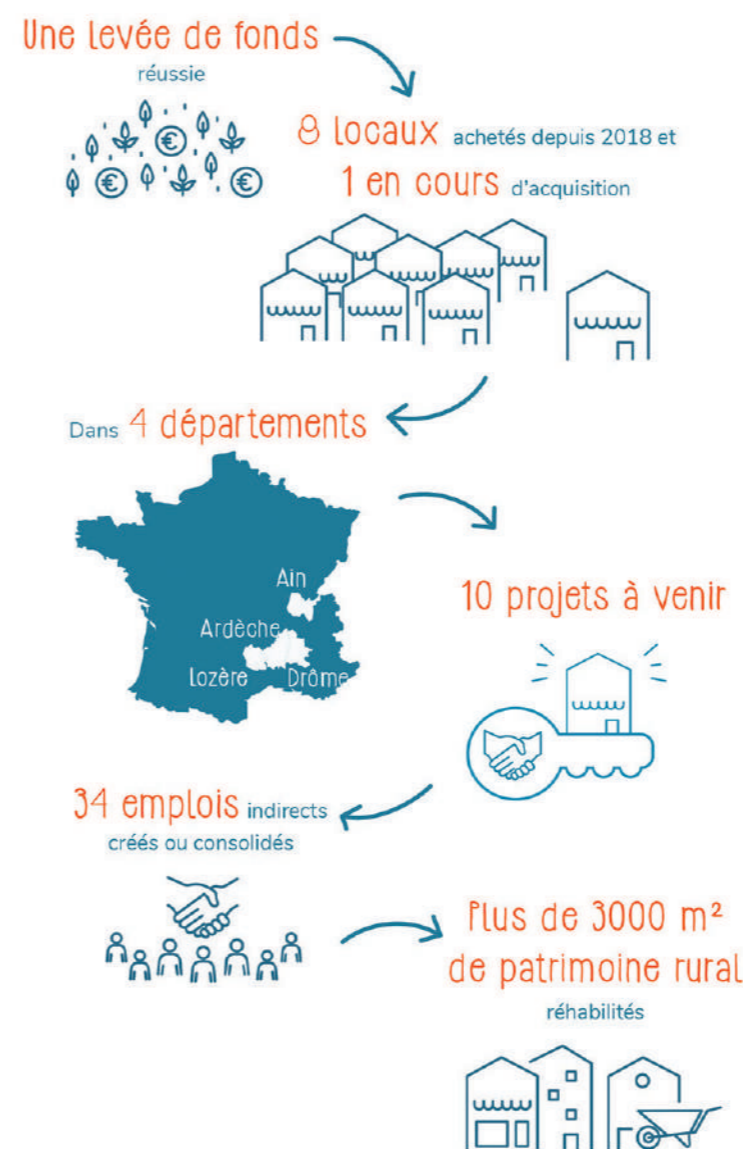 Une levée de fonds
réussie
€ € €
8 locaux achetés depuis 2018 et
1 en cours d'acquisition
Dans 4 départements
Ain
Ardèche
Lozère Drôme
10 projets à venir
34 emplois indirects
créés ou consolidés
Plus de 3000 m²
de patrimoine rural
réhabilités